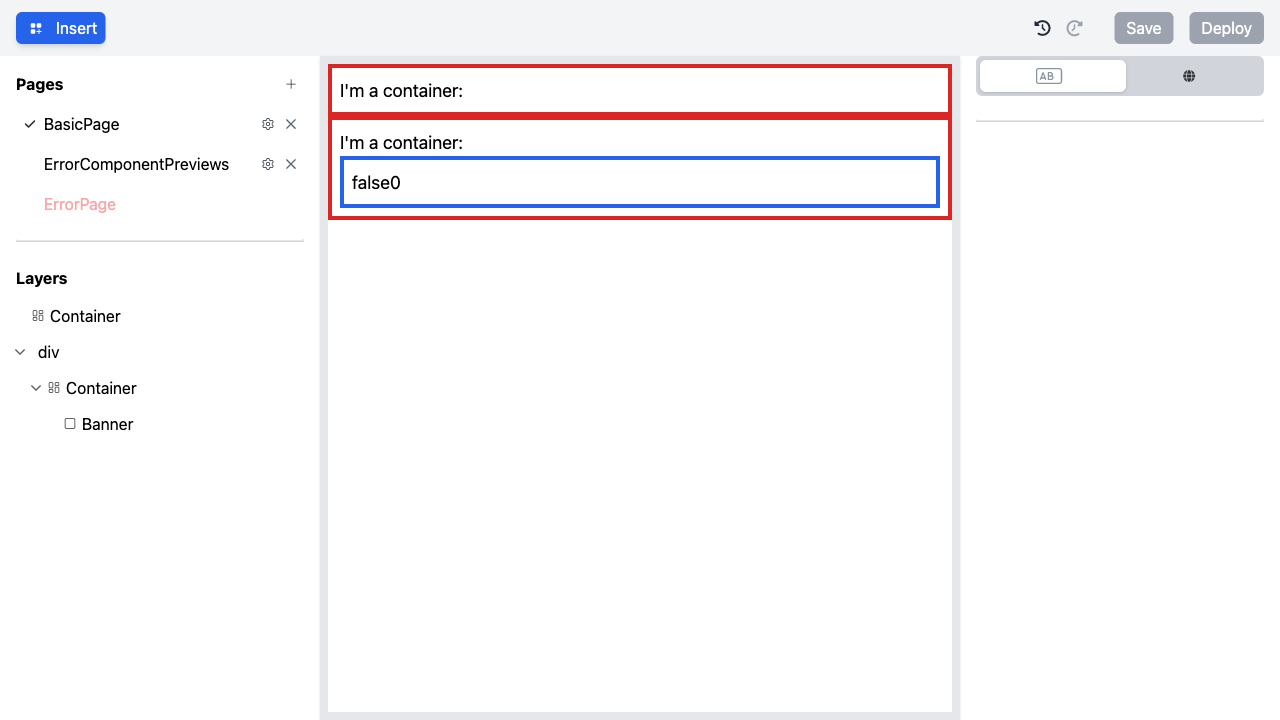 Insert
Save
Deploy
Pages
BasicPage
ErrorComponentPreviews
ErrorPage
Layers
Container
div
Container
Banner
I'm a container:
I'm a container:
false0
AB